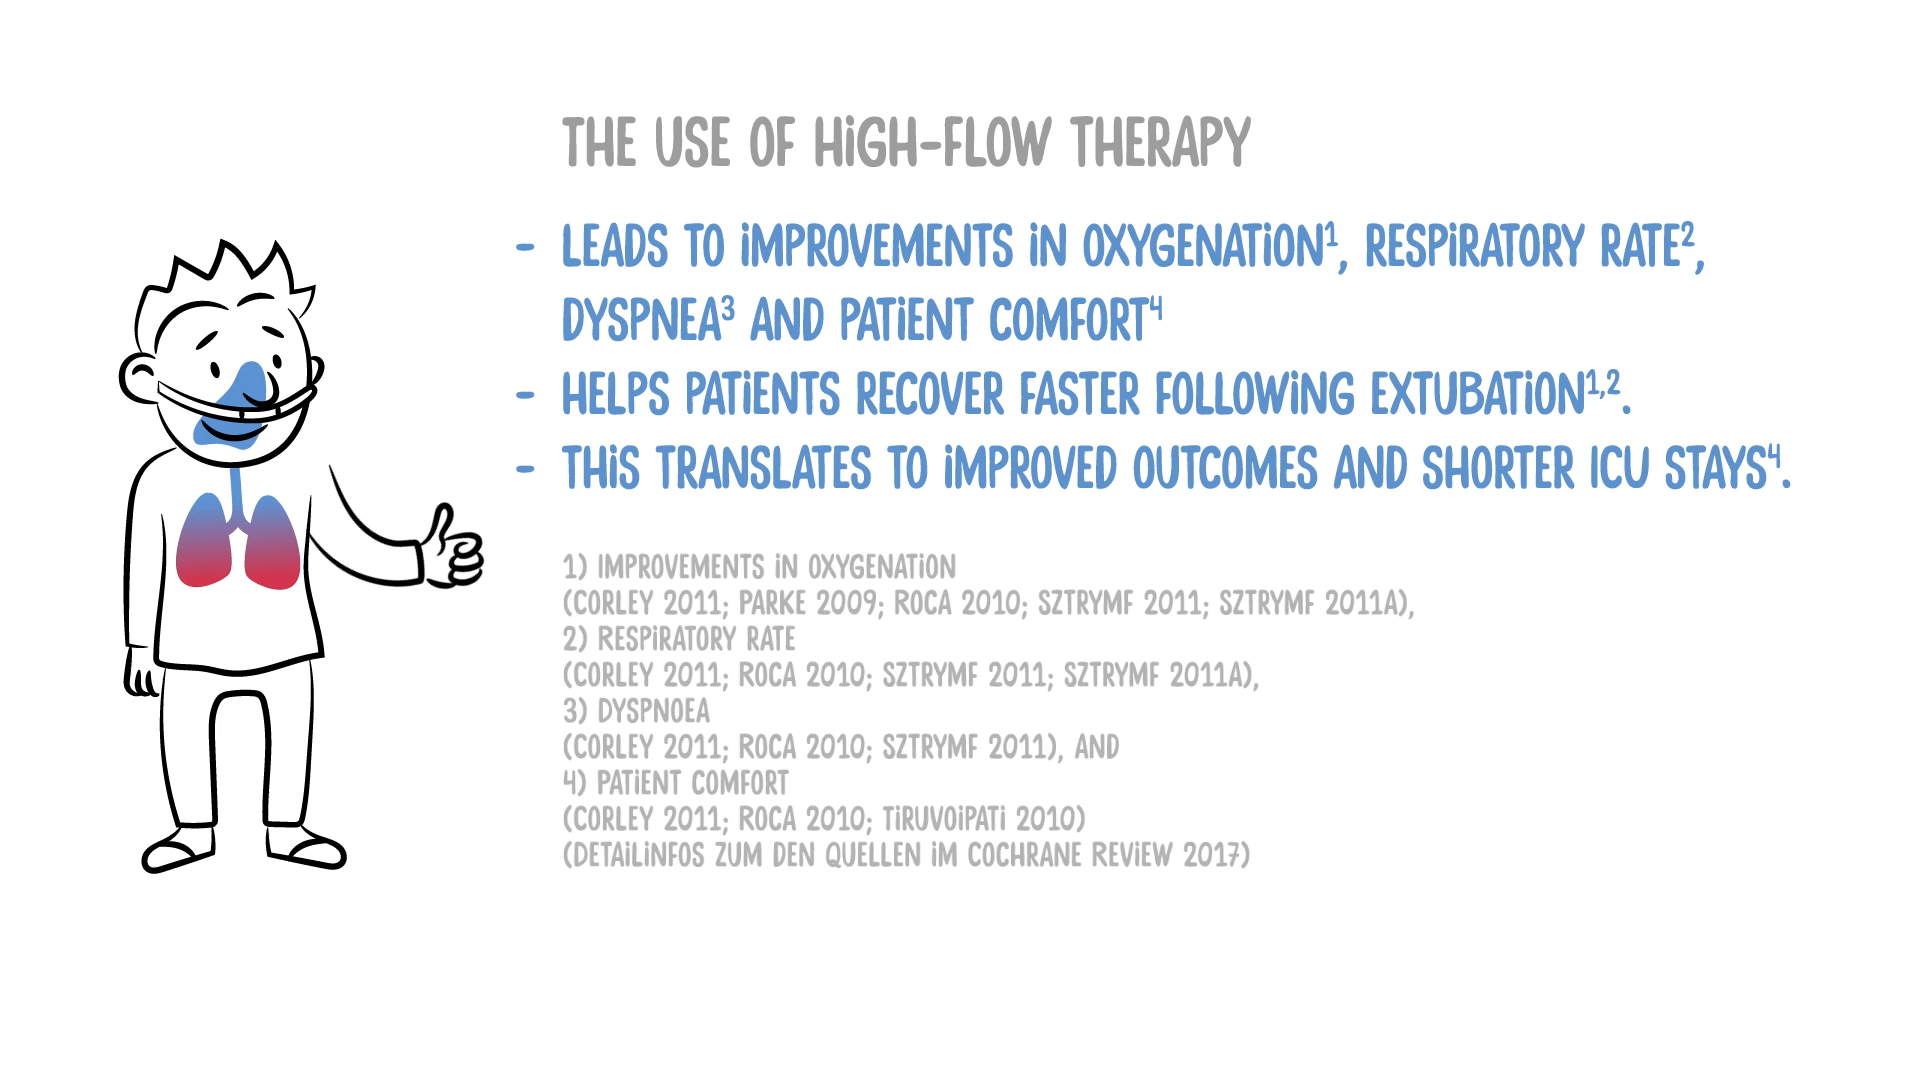 THE USE OF HiGH-FLOW THERAPY
- LEADS TO iMPROVEMENTS iN OXYGENATiON¹, RESPiRATORY RATE²,
DYSPNEA³ AND PATiENT COMFORT⁴
- HELPS PATiENTS RECOVER FASTER FOLLOWiNG EXTUBATiON¹,².
- THiS TRANSLATES TO iMPROVED OUTCOMES AND SHORTER ICU STAYS⁴.
1) IMPROVEMENTS iN OXYGENATiON
(CORLEY 2011; PARKE 2009; ROCA 2010; SZTRYMF 2011; SZTRYMF 2011A),
2) RESPiRATORY RATE
(CORLEY 2011; ROCA 2010; SZTRYMF 2011; SZTRYMF 2011A),
3) DYSPNOEA
(CORLEY 2011; ROCA 2010; SZTRYMF 2011), AND
4) PATiENT COMFORT
(CORLEY 2011; ROCA 2010; TiRUVOiPATi 2010)
(DETAiLiNFOS ZUM DEN QUELLEN iM COCHRANE REViEW 2017)